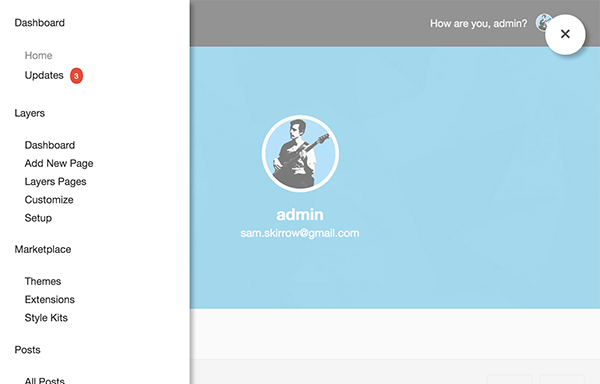 Dashboard
Home
Updates 3
Layers
Dashboard
Add New Page
Layers Pages
Customize
Setup
Marketplace
Themes
Extensions
Style Kits
Posts
All Posts
How are you, admin?
×
admin
sam.skirrow@gmail.com